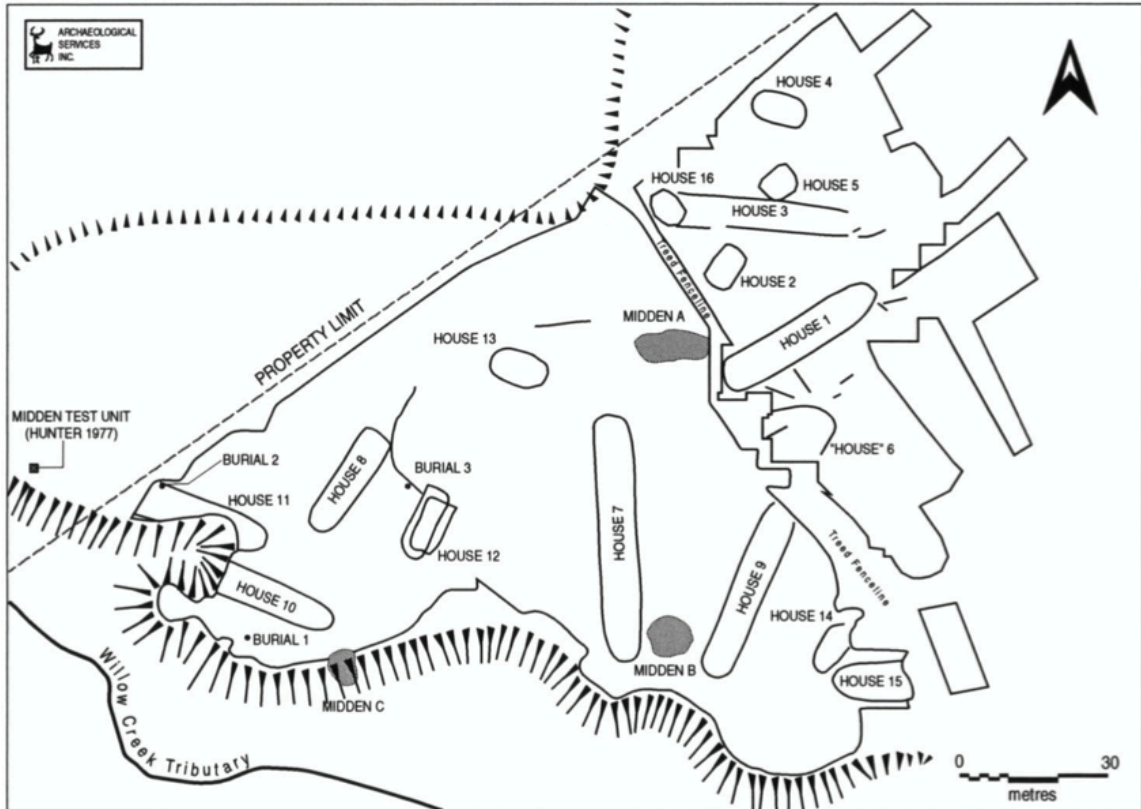 ARCHAEOLOGICAL
SERVICES
INC.
HOUSE 4
HOUSE 16
HOUSE 5
HOUSE 3
Treed Fenceline
HOUSE 2
MIDDEN A
HOUSE 1
HOUSE 13
PROPERTY LIMIT
MIDDEN TEST UNIT
(HUNTER 1977)
"HOUSE" 6
BURIAL 2
HOUSE 8
BURIAL 3
HOUSE 11
HOUSE 7
HOUSE 12
HOUSE 9
Treed Fenceline
HOUSE 10
HOUSE 14
BURIAL 1
MIDDEN B
HOUSE 15
MIDDEN C
Willow Creek Tributary
0 30
metres